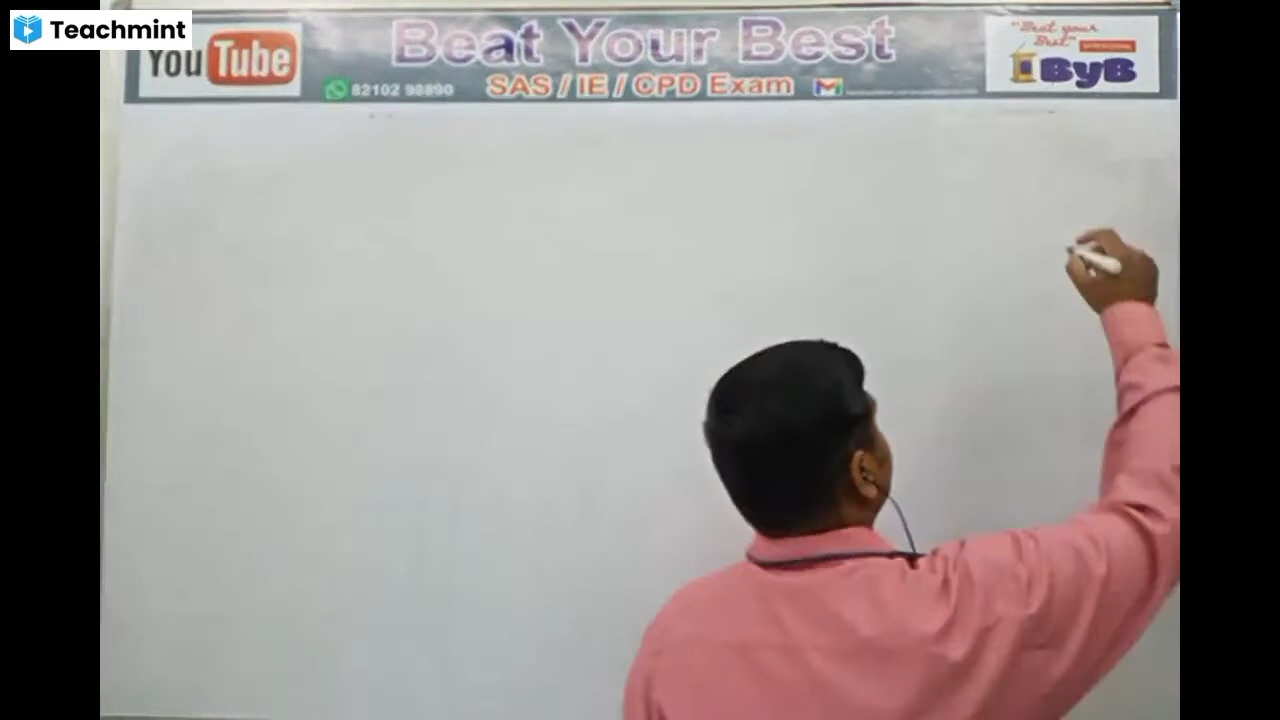 Teachmint
You Tube
Beat Your Best
82102 98890
SAS / IE / CPD Exam
"Beat your
Best"
ByB